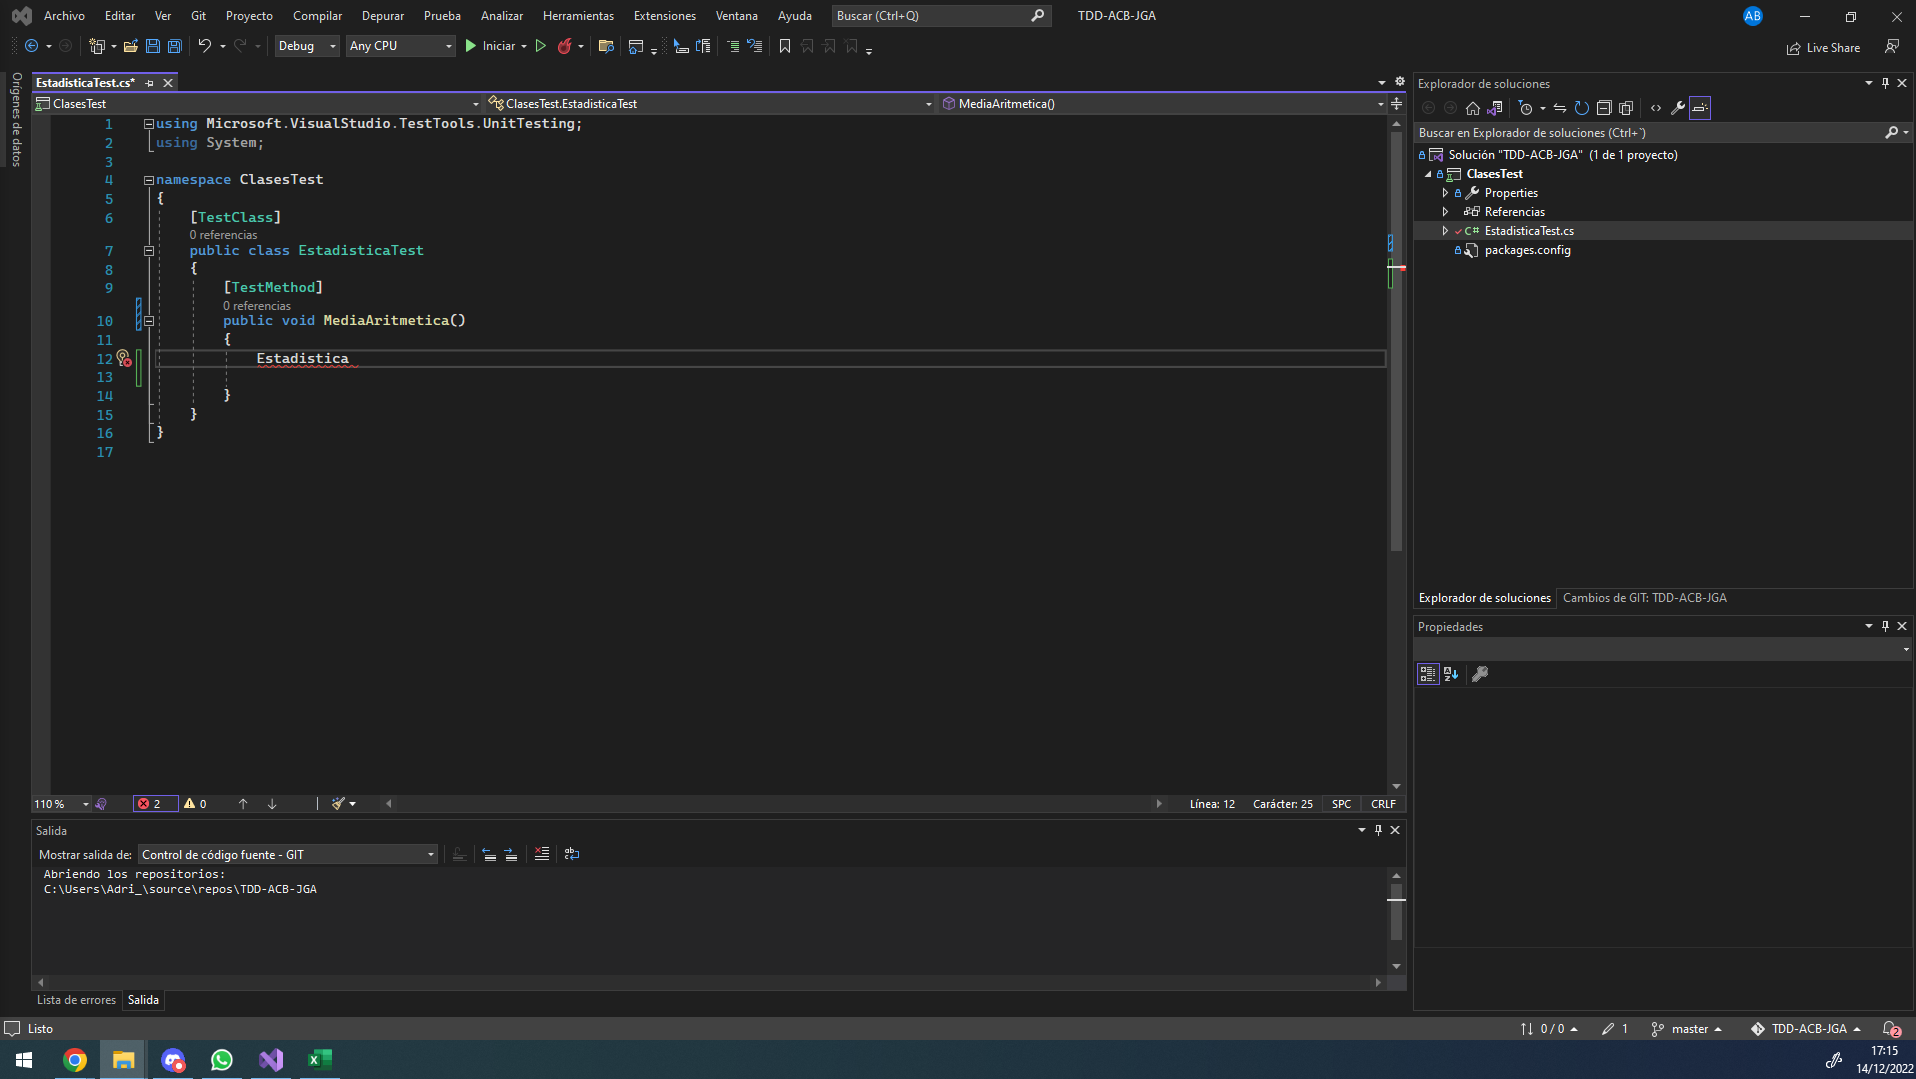 Archivo Editar Ver Git Proyecto Compilar Depurar Prueba Analizar Herramientas Extensiones Ventana Ayuda Buscar (Ctrl+Q) TDD-ACB-JGA AB
Debug Any CPU Iniciar Live Share
Orígenes de datos
EstadisticaTest.cs*
ClasesTest ClasesTest.EstadisticaTest MediaAritmetica()
1 using Microsoft.VisualStudio.TestTools.UnitTesting;
2 using System;
3
4 namespace ClasesTest
5 {
6 [TestClass]
0 referencias
7 public class EstadisticaTest
8 {
9 [TestMethod]
0 referencias
10 public void MediaAritmetica()
11 {
12 Estadistica
13
14 }
15 }
16 }
17
110 % 2 0 Línea: 12 Carácter: 25 SPC CRLF
Salida
Mostrar salida de: Control de código fuente - GIT
Abriendo los repositorios:
C:\Users\Adri_\source\repos\TDD-ACB-JGA
Lista de errores Salida
Explorador de soluciones
Buscar en Explorador de soluciones (Ctrl+`)
Solución "TDD-ACB-JGA" (1 de 1 proyecto)
ClasesTest
Properties
Referencias
C# EstadisticaTest.cs
packages.config
Explorador de soluciones Cambios de GIT: TDD-ACB-JGA
Propiedades
Listo 0 / 0 1 master TDD-ACB-JGA 2
17:15
14/12/2022